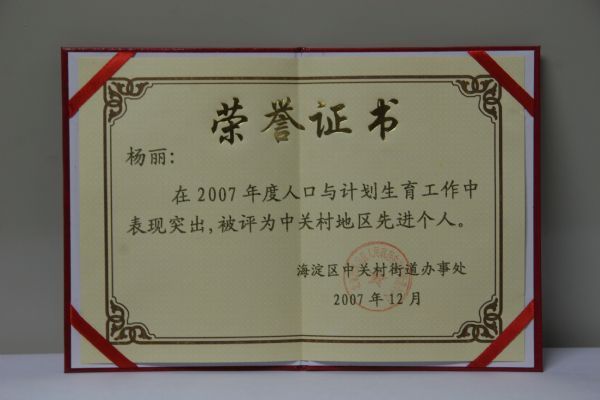 荣誉证书
杨丽：
在2007年度人口与计划生育工作中
表现突出，被评为中关村地区先进个人。
海淀区中关村街道办事处
2007年12月